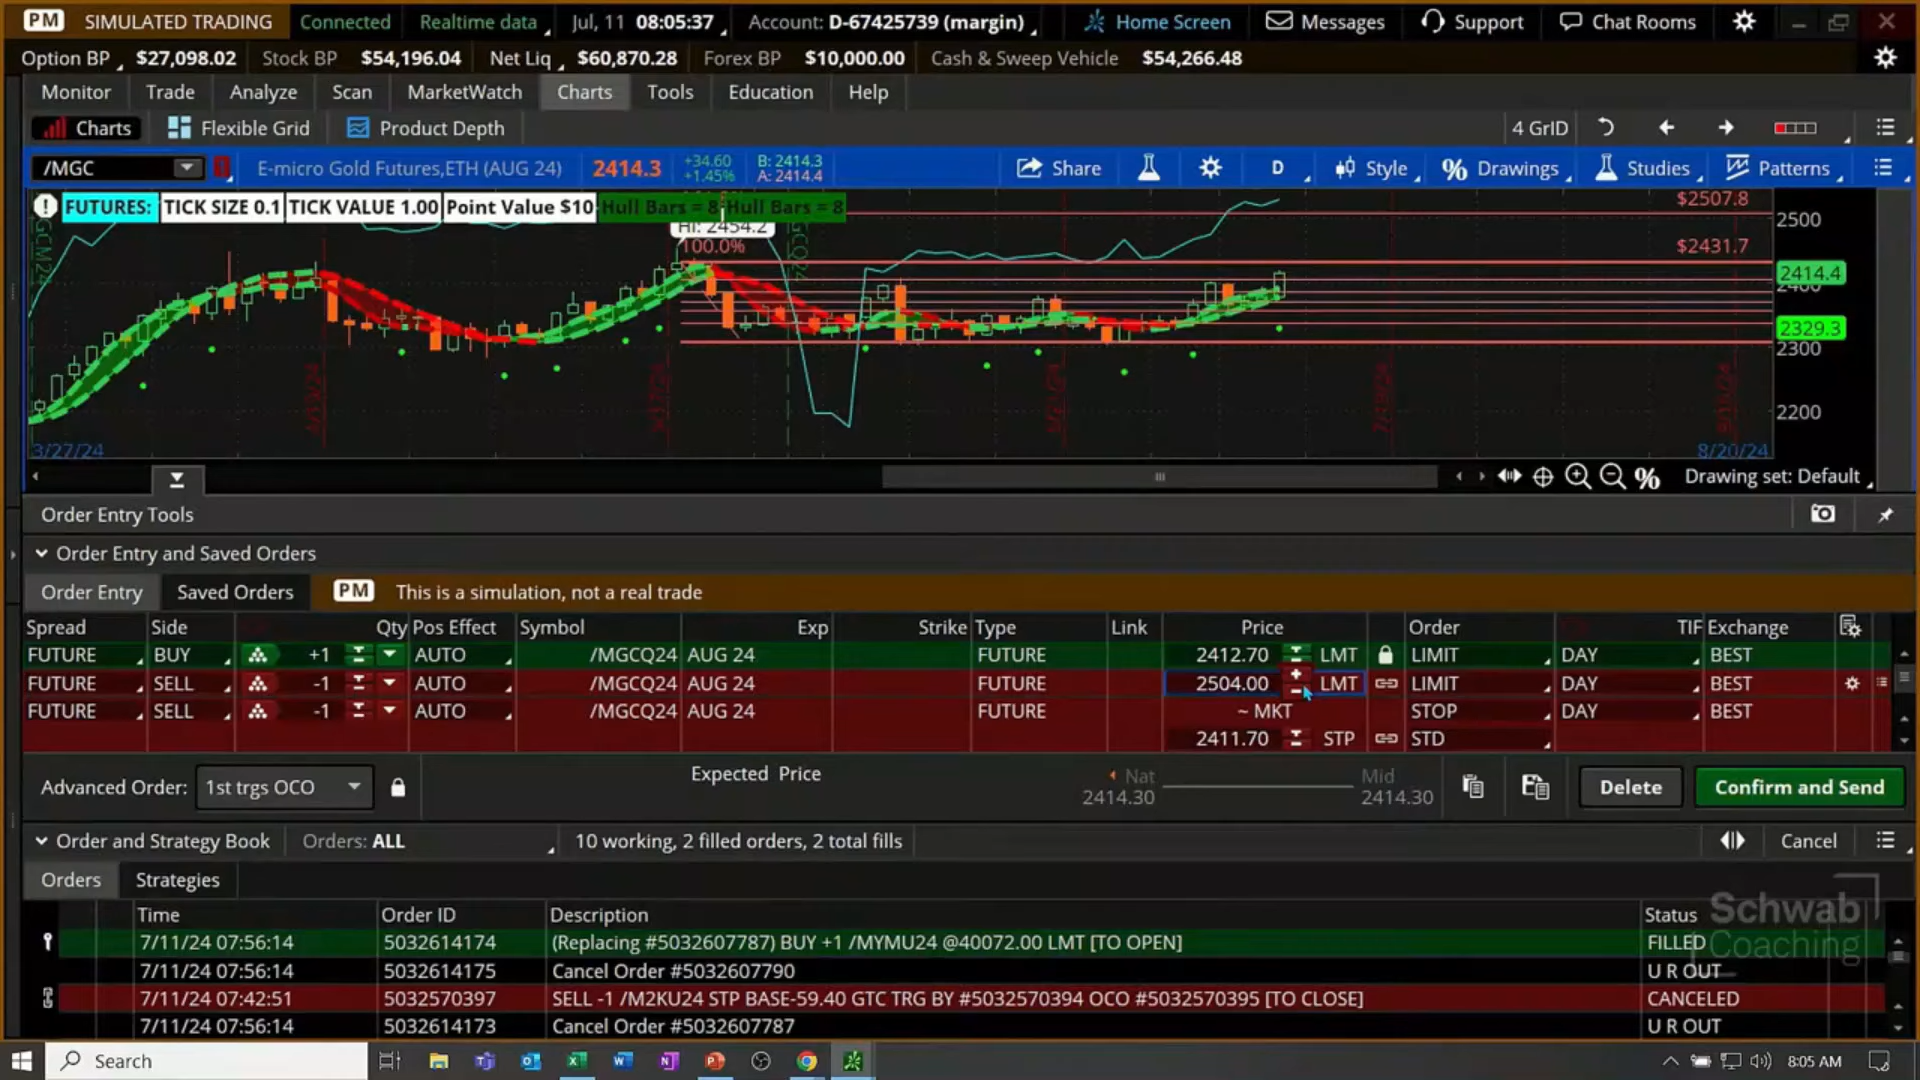 PM SIMULATED TRADING Connected Realtime data Jul, 11 08:05:37 Account: D-67425739 (margin) Home Screen Messages Support Chat Rooms
Option BP $27,098.02 Stock BP $54,196.04 Net Liq $60,870.28 Forex BP $10,000.00 Cash & Sweep Vehicle $54,266.48
Monitor Trade Analyze Scan MarketWatch Charts Tools Education Help
Charts Flexible Grid Product Depth 4 GrID
/MGC E-micro Gold Futures,ETH (AUG 24) 2414.3 +34.60 B: 2414.3 Share D Style Drawings Studies Patterns
+1.45% A: 2414.4
FUTURES: TICK SIZE 0.1 TICK VALUE 1.00 Point Value $10 Hull Bars = 8 Hull Bars = 8 $2507.8
2500
Hi: 2454.2
100.0% $2431.7
2414.4
2400
2329.3
2300
2200
3/27/24 8/20/24
Drawing set: Default
Order Entry Tools
Order Entry and Saved Orders
Order Entry Saved Orders PM This is a simulation, not a real trade
Spread Side Qty Pos Effect Symbol Exp Strike Type Link Price Order TIF Exchange
FUTURE BUY +1 AUTO /MGCQ24 AUG 24 FUTURE 2412.70 LMT LIMIT DAY BEST
FUTURE SELL -1 AUTO /MGCQ24 AUG 24 FUTURE 2504.00 LMT LIMIT DAY BEST
FUTURE SELL -1 AUTO /MGCQ24 AUG 24 FUTURE ~ MKT STOP DAY BEST
2411.70 STP STD
Advanced Order: 1st trgs OCO Expected Price Nat Mid Delete Confirm and Send
2414.30 2414.30
Order and Strategy Book Orders: ALL 10 working, 2 filled orders, 2 total fills Cancel
Orders Strategies
Time Order ID Description Status
7/11/24 07:56:14 5032614174 (Replacing #5032607787) BUY +1 /MYMU24 @40072.00 LMT [TO OPEN] FILLED
7/11/24 07:56:14 5032614175 Cancel Order #5032607790 U R OUT
7/11/24 07:42:51 5032570397 SELL -1 /M2KU24 STP BASE-59.40 GTC TRG BY #5032570394 OCO #5032570395 [TO CLOSE] CANCELED
7/11/24 07:56:14 5032614173 Cancel Order #5032607787 U R OUT
Schwab
Coaching
Search 8:05 AM